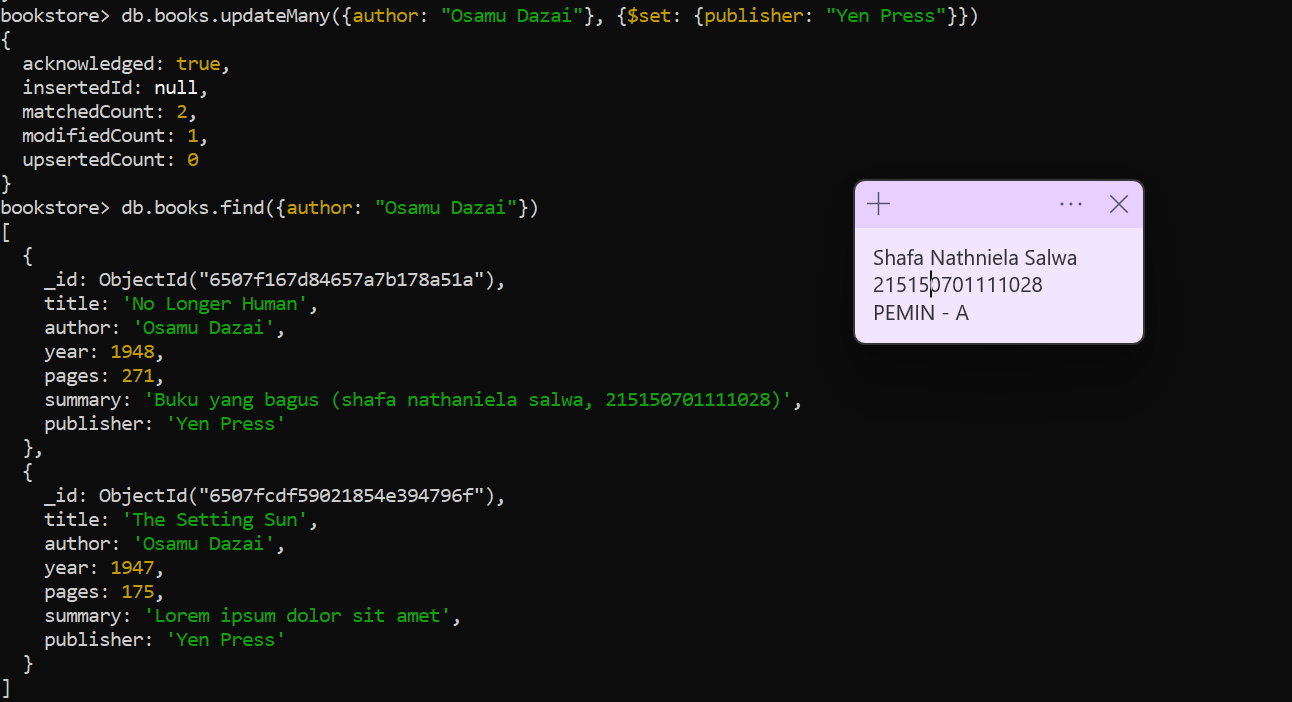 bookstore> db.books.updateMany({author: "Osamu Dazai"}, {$set: {publisher: "Yen Press"}})
{
  acknowledged: true,
  insertedId: null,
  matchedCount: 2,
  modifiedCount: 1,
  upsertedCount: 0
}
bookstore> db.books.find({author: "Osamu Dazai"})
[
  {
    _id: ObjectId("6507f167d84657a7b178a51a"),
    title: 'No Longer Human',
    author: 'Osamu Dazai',
    year: 1948,
    pages: 271,
    summary: 'Buku yang bagus (shafa nathaniela salwa, 215150701111028)',
    publisher: 'Yen Press'
  },
  {
    _id: ObjectId("6507fcdf59021854e394796f"),
    title: 'The Setting Sun',
    author: 'Osamu Dazai',
    year: 1947,
    pages: 175,
    summary: 'Lorem ipsum dolor sit amet',
    publisher: 'Yen Press'
  }
]
Shafa Nathniela Salwa
215150701111028
PEMIN - A